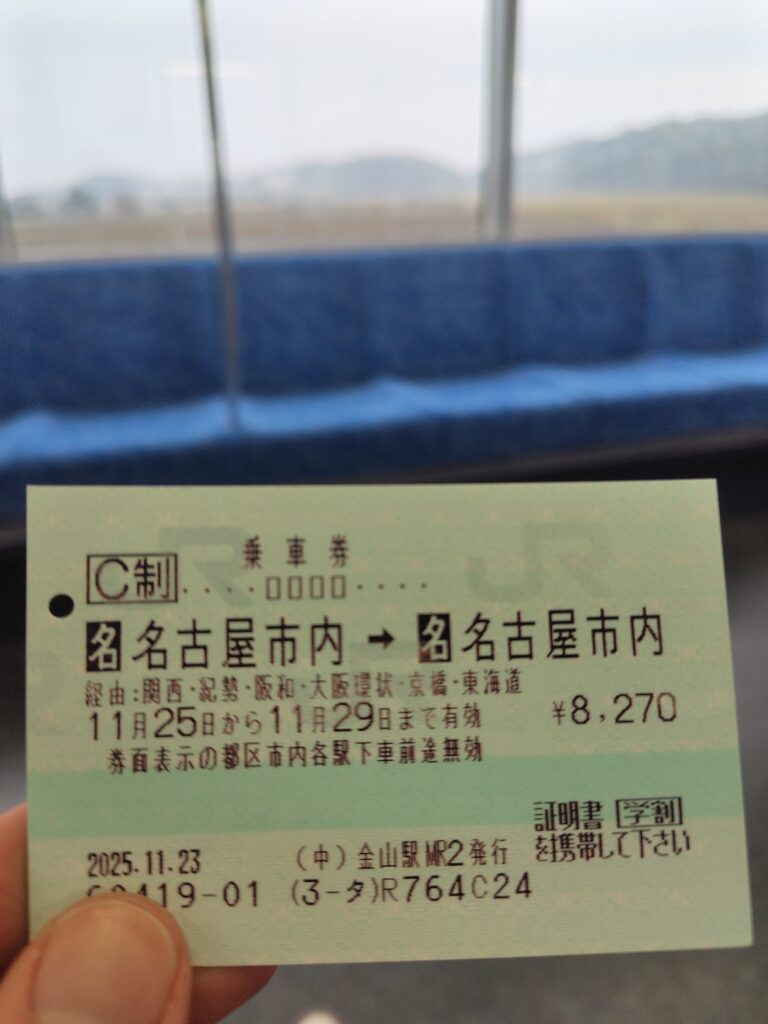 乗車券
C制 ····□□□□····
名 名古屋市内 → 名 名古屋市内
経由:関西・紀勢・阪和・大阪環状・京橋・東海道
11月25日から11月29日まで有効 ¥8,270
券面表示の都区市内各駅下車前途無効
証明書 学割
を携帯して下さい
2025.11.23 (中)金山駅MR2発行
419-01 (3-タ)R764C24
JR